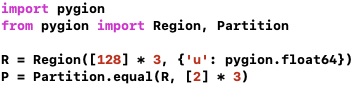 import pygion
from pygion import Region, Partition
R = Region([128] * 3, {'u': pygion.float64})
P = Partition.equal(R, [2] * 3)